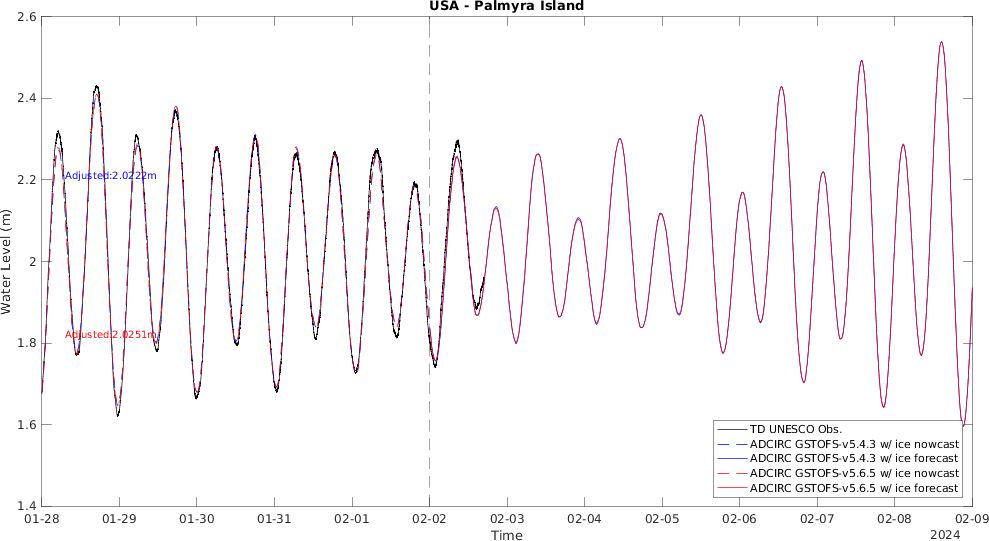 USA - Palmyra Island
2.6
2.4
2.2
2
1.8
1.6
1.4
Water Level (m)
Adjusted:2.0222m
Adjusted:2.0251m
TD UNESCO Obs.
ADCIRC GSTOFS-v5.4.3 w/ ice nowcast
ADCIRC GSTOFS-v5.4.3 w/ ice forecast
ADCIRC GSTOFS-v5.6.5 w/ ice nowcast
ADCIRC GSTOFS-v5.6.5 w/ ice forecast
01-28 01-29 01-30 01-31 02-01 02-02 02-03 02-04 02-05 02-06 02-07 02-08 02-09
Time
2024